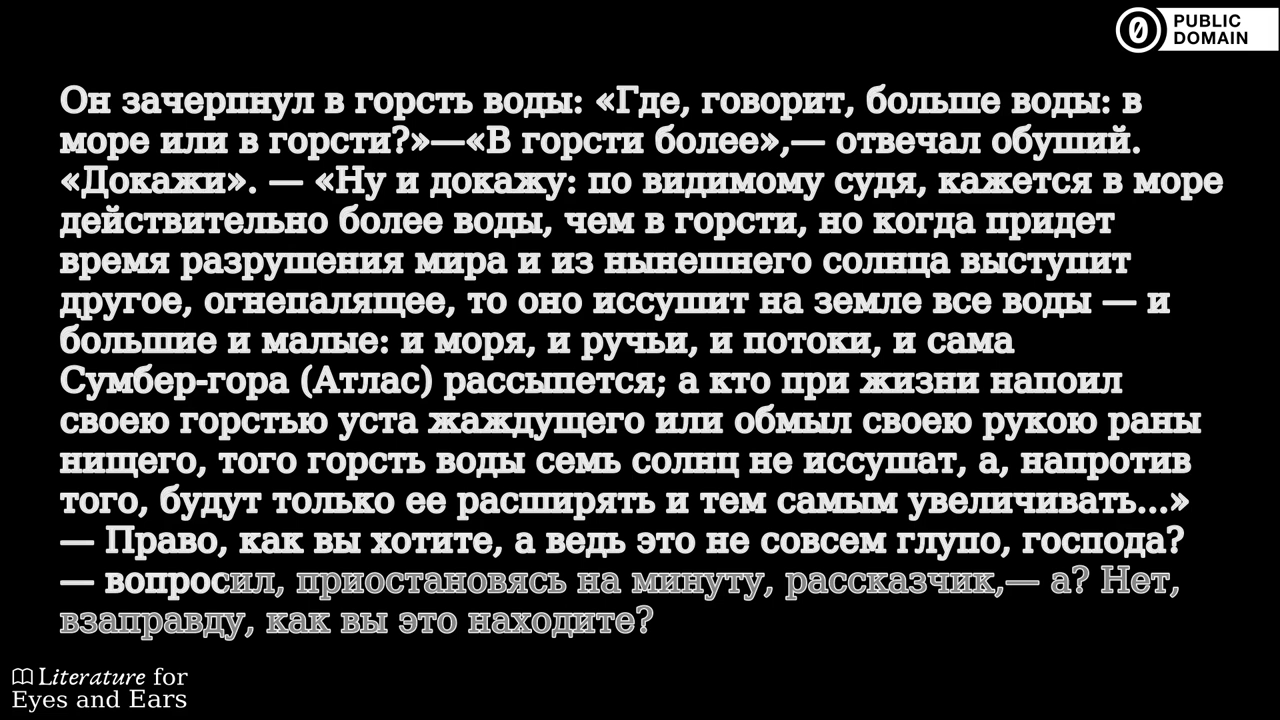 PUBLIC
DOMAIN
Он зачерпнул в горсть воды: «Где, говорит, больше воды: в
море или в горсти?»—«В горсти более»,— отвечал обуший.
«Докажи». — «Ну и докажу: по видимому судя, кажется в море
действительно более воды, чем в горсти, но когда придет
время разрушения мира и из нынешнего солнца выступит
другое, огнепалящее, то оно иссушит на земле все воды — и
большие и малые: и моря, и ручьи, и потоки, и сама
Сумбер-гора (Атлас) рассыпется; а кто при жизни напоил
своею горстью уста жаждущего или обмыл своею рукою раны
нищего, того горсть воды семь солнц не иссушат, а, напротив
того, будут только ее расширять и тем самым увеличивать...»
— Право, как вы хотите, а ведь это не совсем глупо, господа?
— вопросил, приостановясь на минуту, рассказчик,— а? Нет,
взаправду, как вы это находите?
Literature for
Eyes and Ears